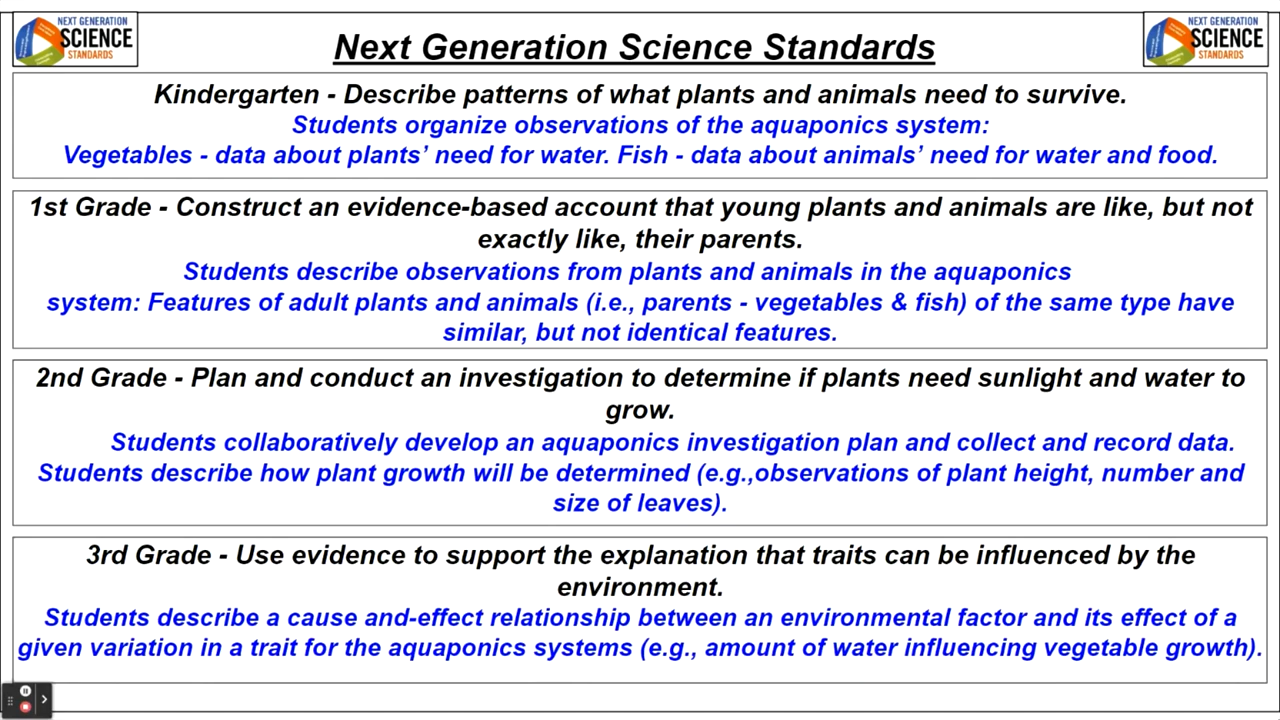 NEXT GENERATION
SCIENCE
STANDARDS
Next Generation Science Standards
NEXT GENERATION
SCIENCE
STANDARDS
Kindergarten - Describe patterns of what plants and animals need to survive.
Students organize observations of the aquaponics system:
Vegetables - data about plants’ need for water. Fish - data about animals’ need for water and food.
1st Grade - Construct an evidence-based account that young plants and animals are like, but not
exactly like, their parents.
Students describe observations from plants and animals in the aquaponics
system: Features of adult plants and animals (i.e., parents - vegetables & fish) of the same type have
similar, but not identical features.
2nd Grade - Plan and conduct an investigation to determine if plants need sunlight and water to
grow.
Students collaboratively develop an aquaponics investigation plan and collect and record data.
Students describe how plant growth will be determined (e.g.,observations of plant height, number and
size of leaves).
3rd Grade - Use evidence to support the explanation that traits can be influenced by the
environment.
Students describe a cause and-effect relationship between an environmental factor and its effect of a
given variation in a trait for the aquaponics systems (e.g., amount of water influencing vegetable growth).